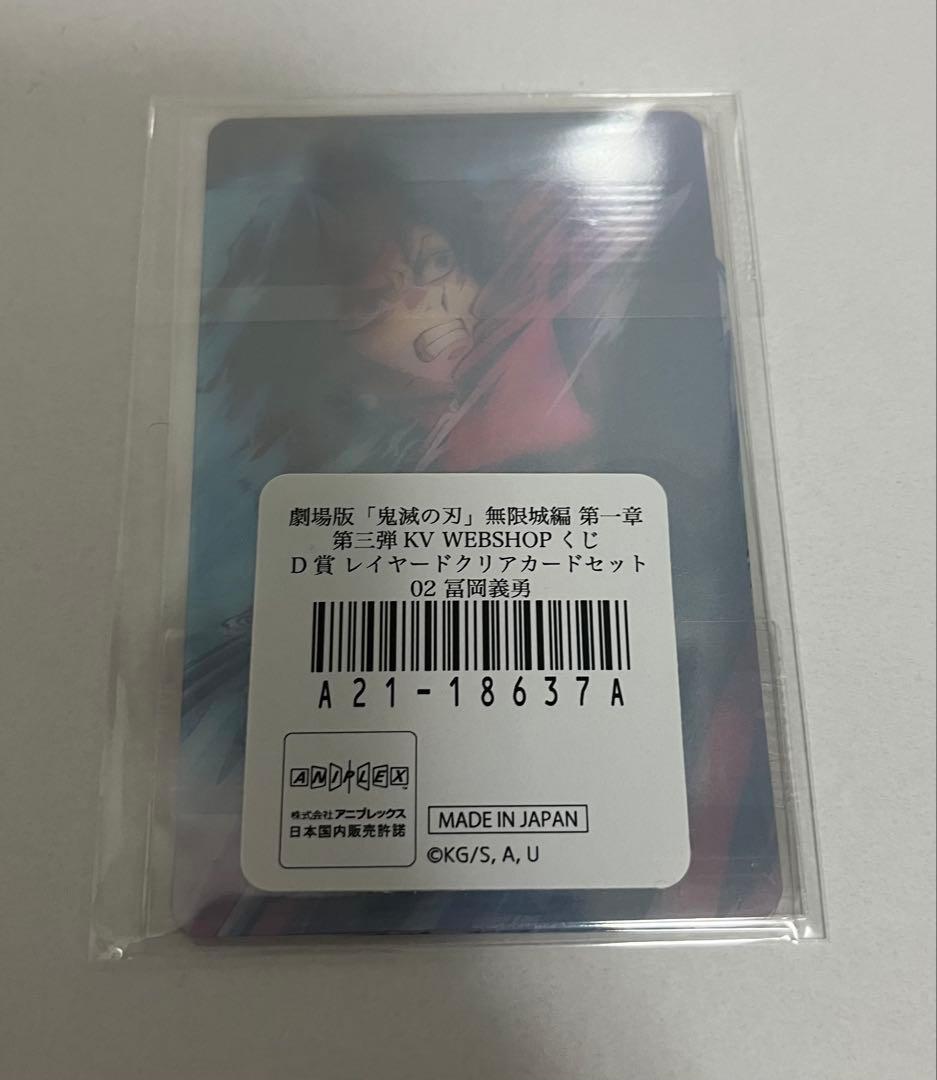 劇場版「鬼滅の刃」無限城編 第一章
第三弾 KV WEBSHOP くじ
D 賞 レイヤードクリアカードセット
02 冨岡義勇
A21-18637A
ANIPLEX
株式会社アニプレックス
日本国内販売許諾
MADE IN JAPAN
©KG/S, A, U